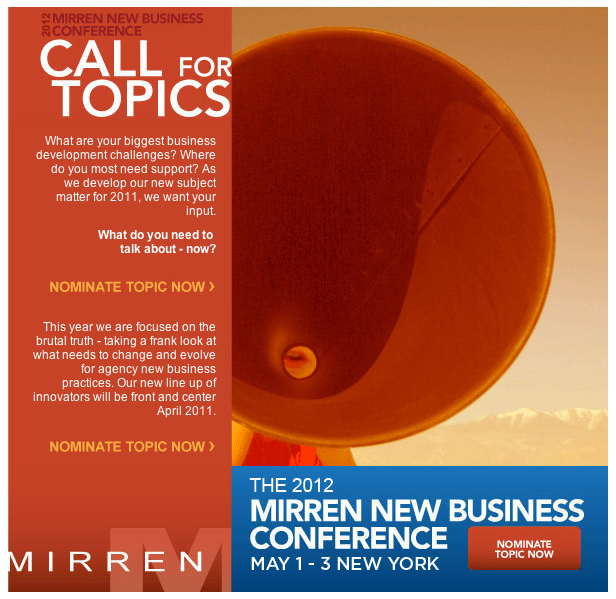 2012 MIRREN NEW BUSINESS
CONFERENCE
CALL FOR
TOPICS
What are your biggest business
development challenges? Where
do you most need support? As
we develop our new subject
matter for 2011, we want your
input.
What do you need to
talk about - now?
NOMINATE TOPIC NOW ›
This year we are focused on the
brutal truth - taking a frank look at
what needs to change and evolve
for agency new business
practices. Our new line up of
innovators will be front and center
April 2011.
NOMINATE TOPIC NOW ›
MIRREN
M
THE 2012
MIRREN NEW BUSINESS
CONFERENCE
MAY 1 - 3 NEW YORK
NOMINATE
TOPIC NOW